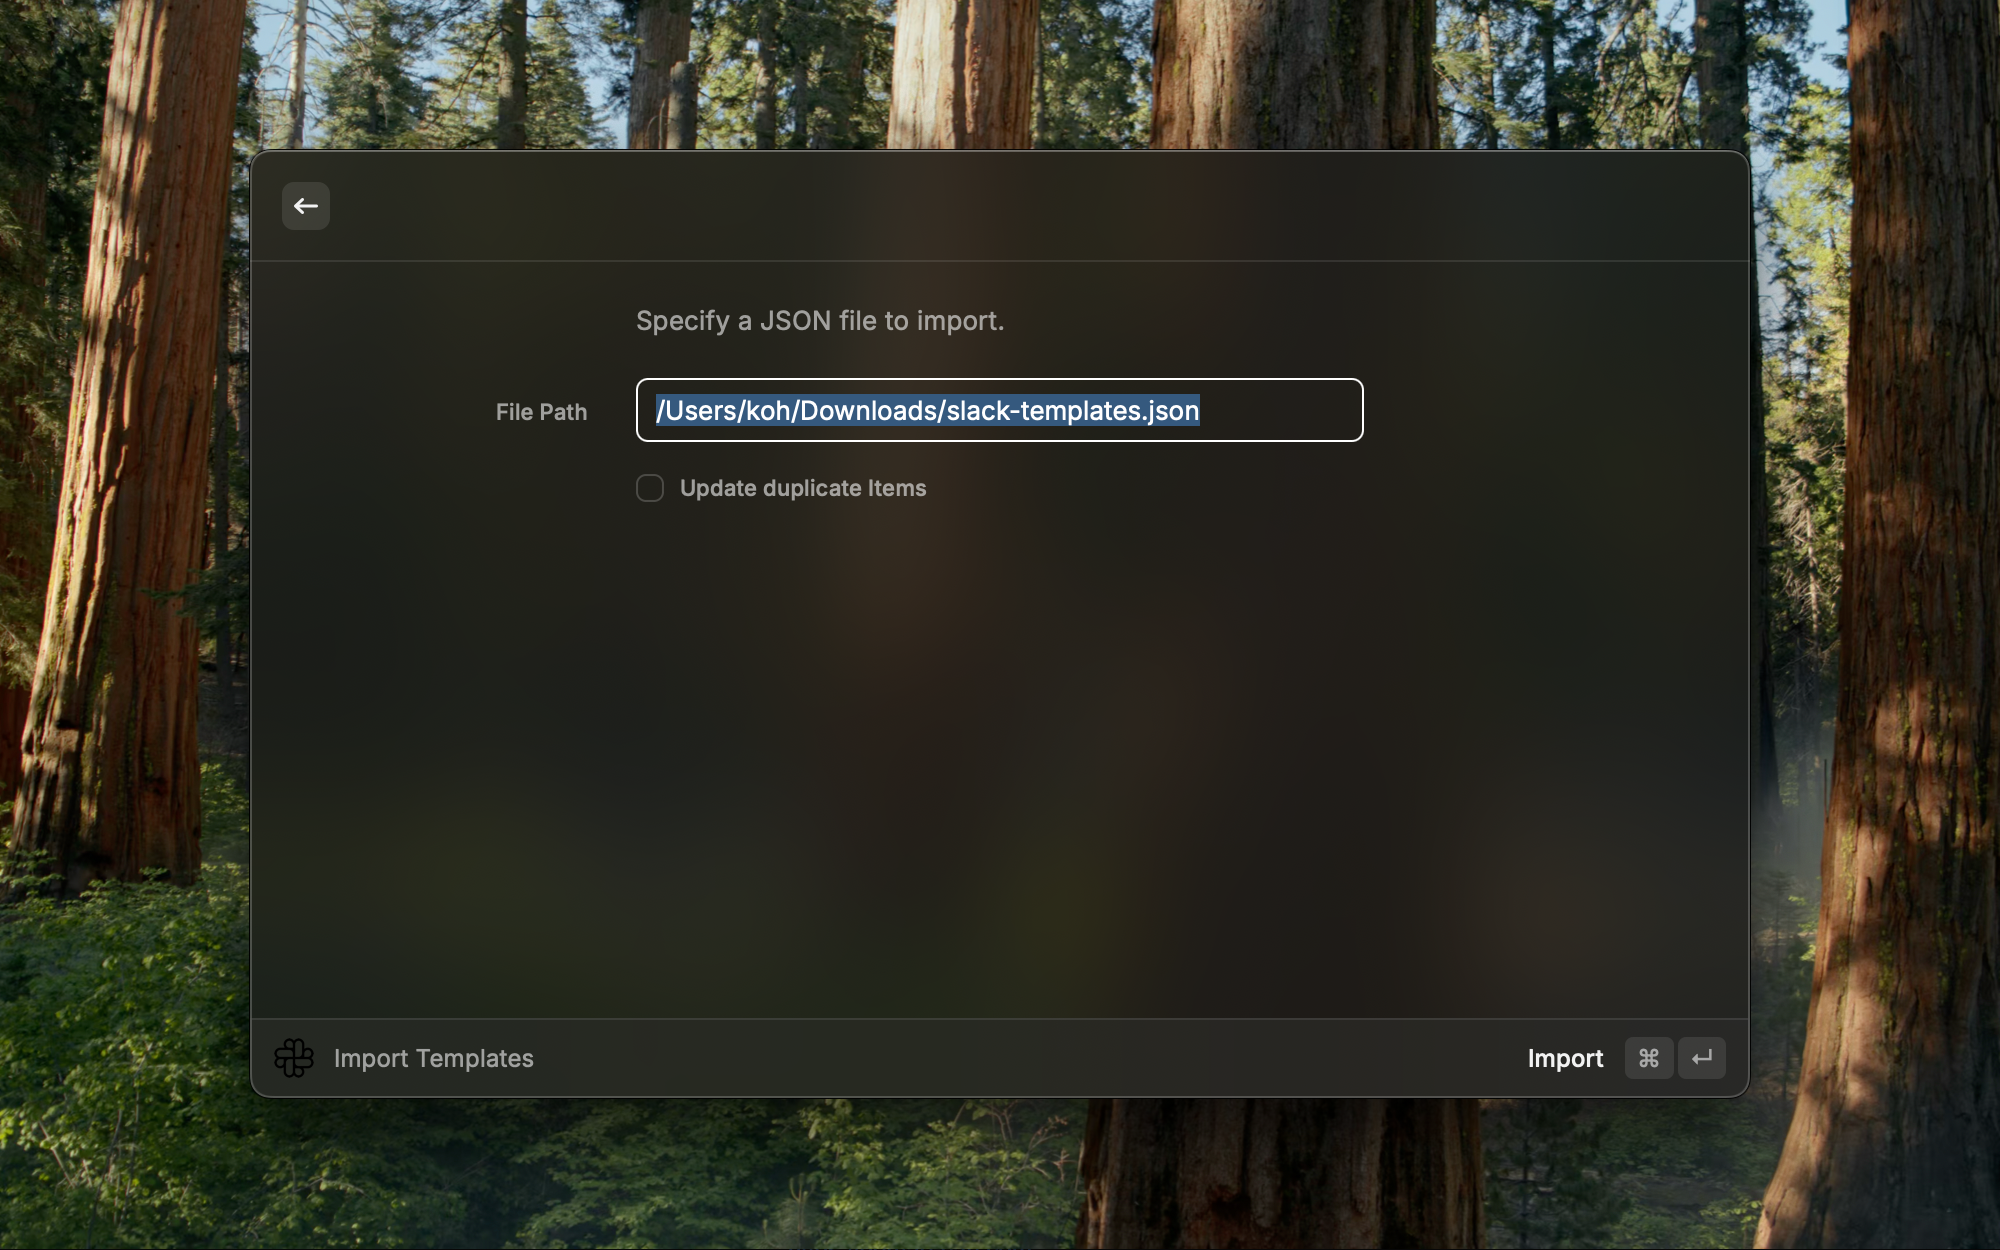 Specify a JSON file to import.
File Path
/Users/koh/Downloads/slack-templates.json
Update duplicate Items
Import Templates
Import ⌘ ↵